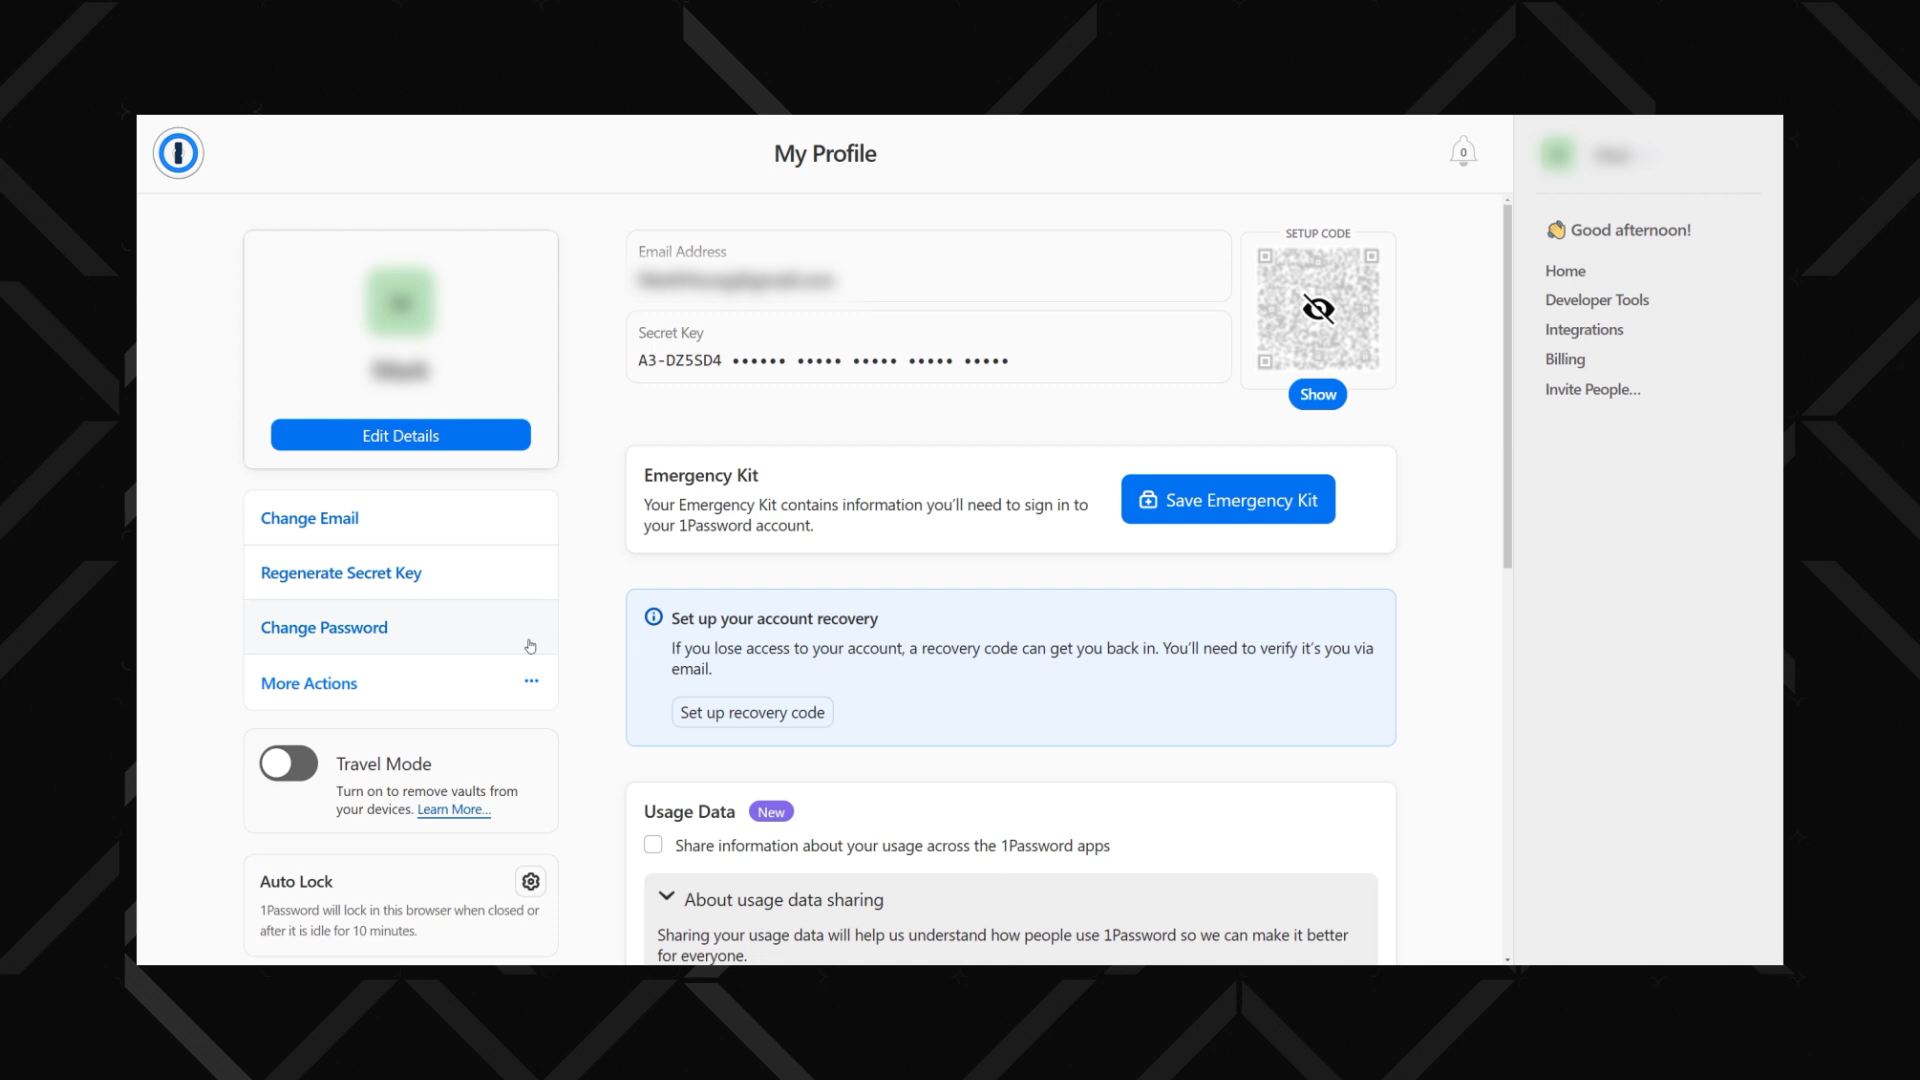 My Profile
0
Edit Details
Change Email
Regenerate Secret Key
Change Password
More Actions
Travel Mode
Turn on to remove vaults from
your devices. Learn More...
Auto Lock
1Password will lock in this browser when closed or
after it is idle for 10 minutes.
Email Address
Secret Key
A3-DZ5SD4 •••••• ••••• ••••• ••••• •••••
SETUP CODE
Show
Emergency Kit
Your Emergency Kit contains information you'll need to sign in to
your 1Password account.
Save Emergency Kit
Set up your account recovery
If you lose access to your account, a recovery code can get you back in. You'll need to verify it's you via
email.
Set up recovery code
Usage Data New
Share information about your usage across the 1Password apps
About usage data sharing
Sharing your usage data will help us understand how people use 1Password so we can make it better
for everyone.
👋 Good afternoon!
Home
Developer Tools
Integrations
Billing
Invite People...